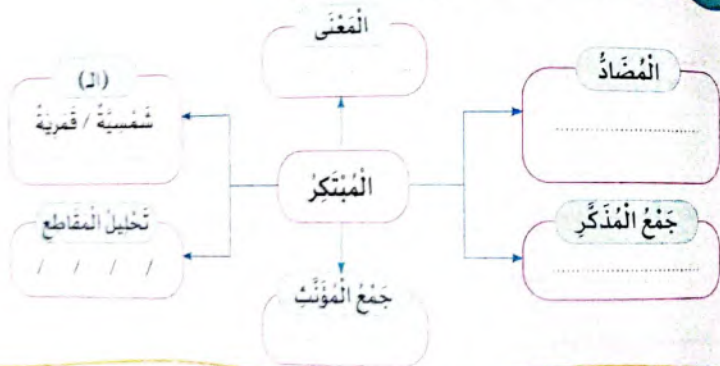 الْمَعْنَى
الْمُضَادُّ
................
(الـ)
شَمْسِيَّةٌ / قَمَرِيَّةٌ
الْمُبْتَكِرُ
جَمْعُ الْمُذَكَّرِ
................
تَحْلِيلُ الْمَقَاطِعِ
/ / / /
جَمْعُ الْمُؤَنَّثِ